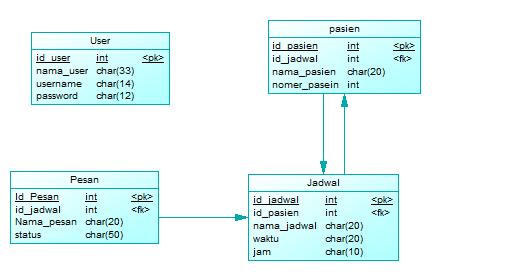 User
id_user int <pk>
nama_user char(33)
username char(14)
password char(12)
pasien
id_pasien int <pk>
id_jadwal int <fk>
nama_pasien char(20)
nomer_pasein int
Pesan
Id_Pesan int <pk>
id_jadwal int <fk>
Nama_pesan char(20)
status char(50)
Jadwal
id_jadwal int <pk>
id_pasien int <fk>
nama_jadwal char(20)
waktu char(20)
jam char(10)